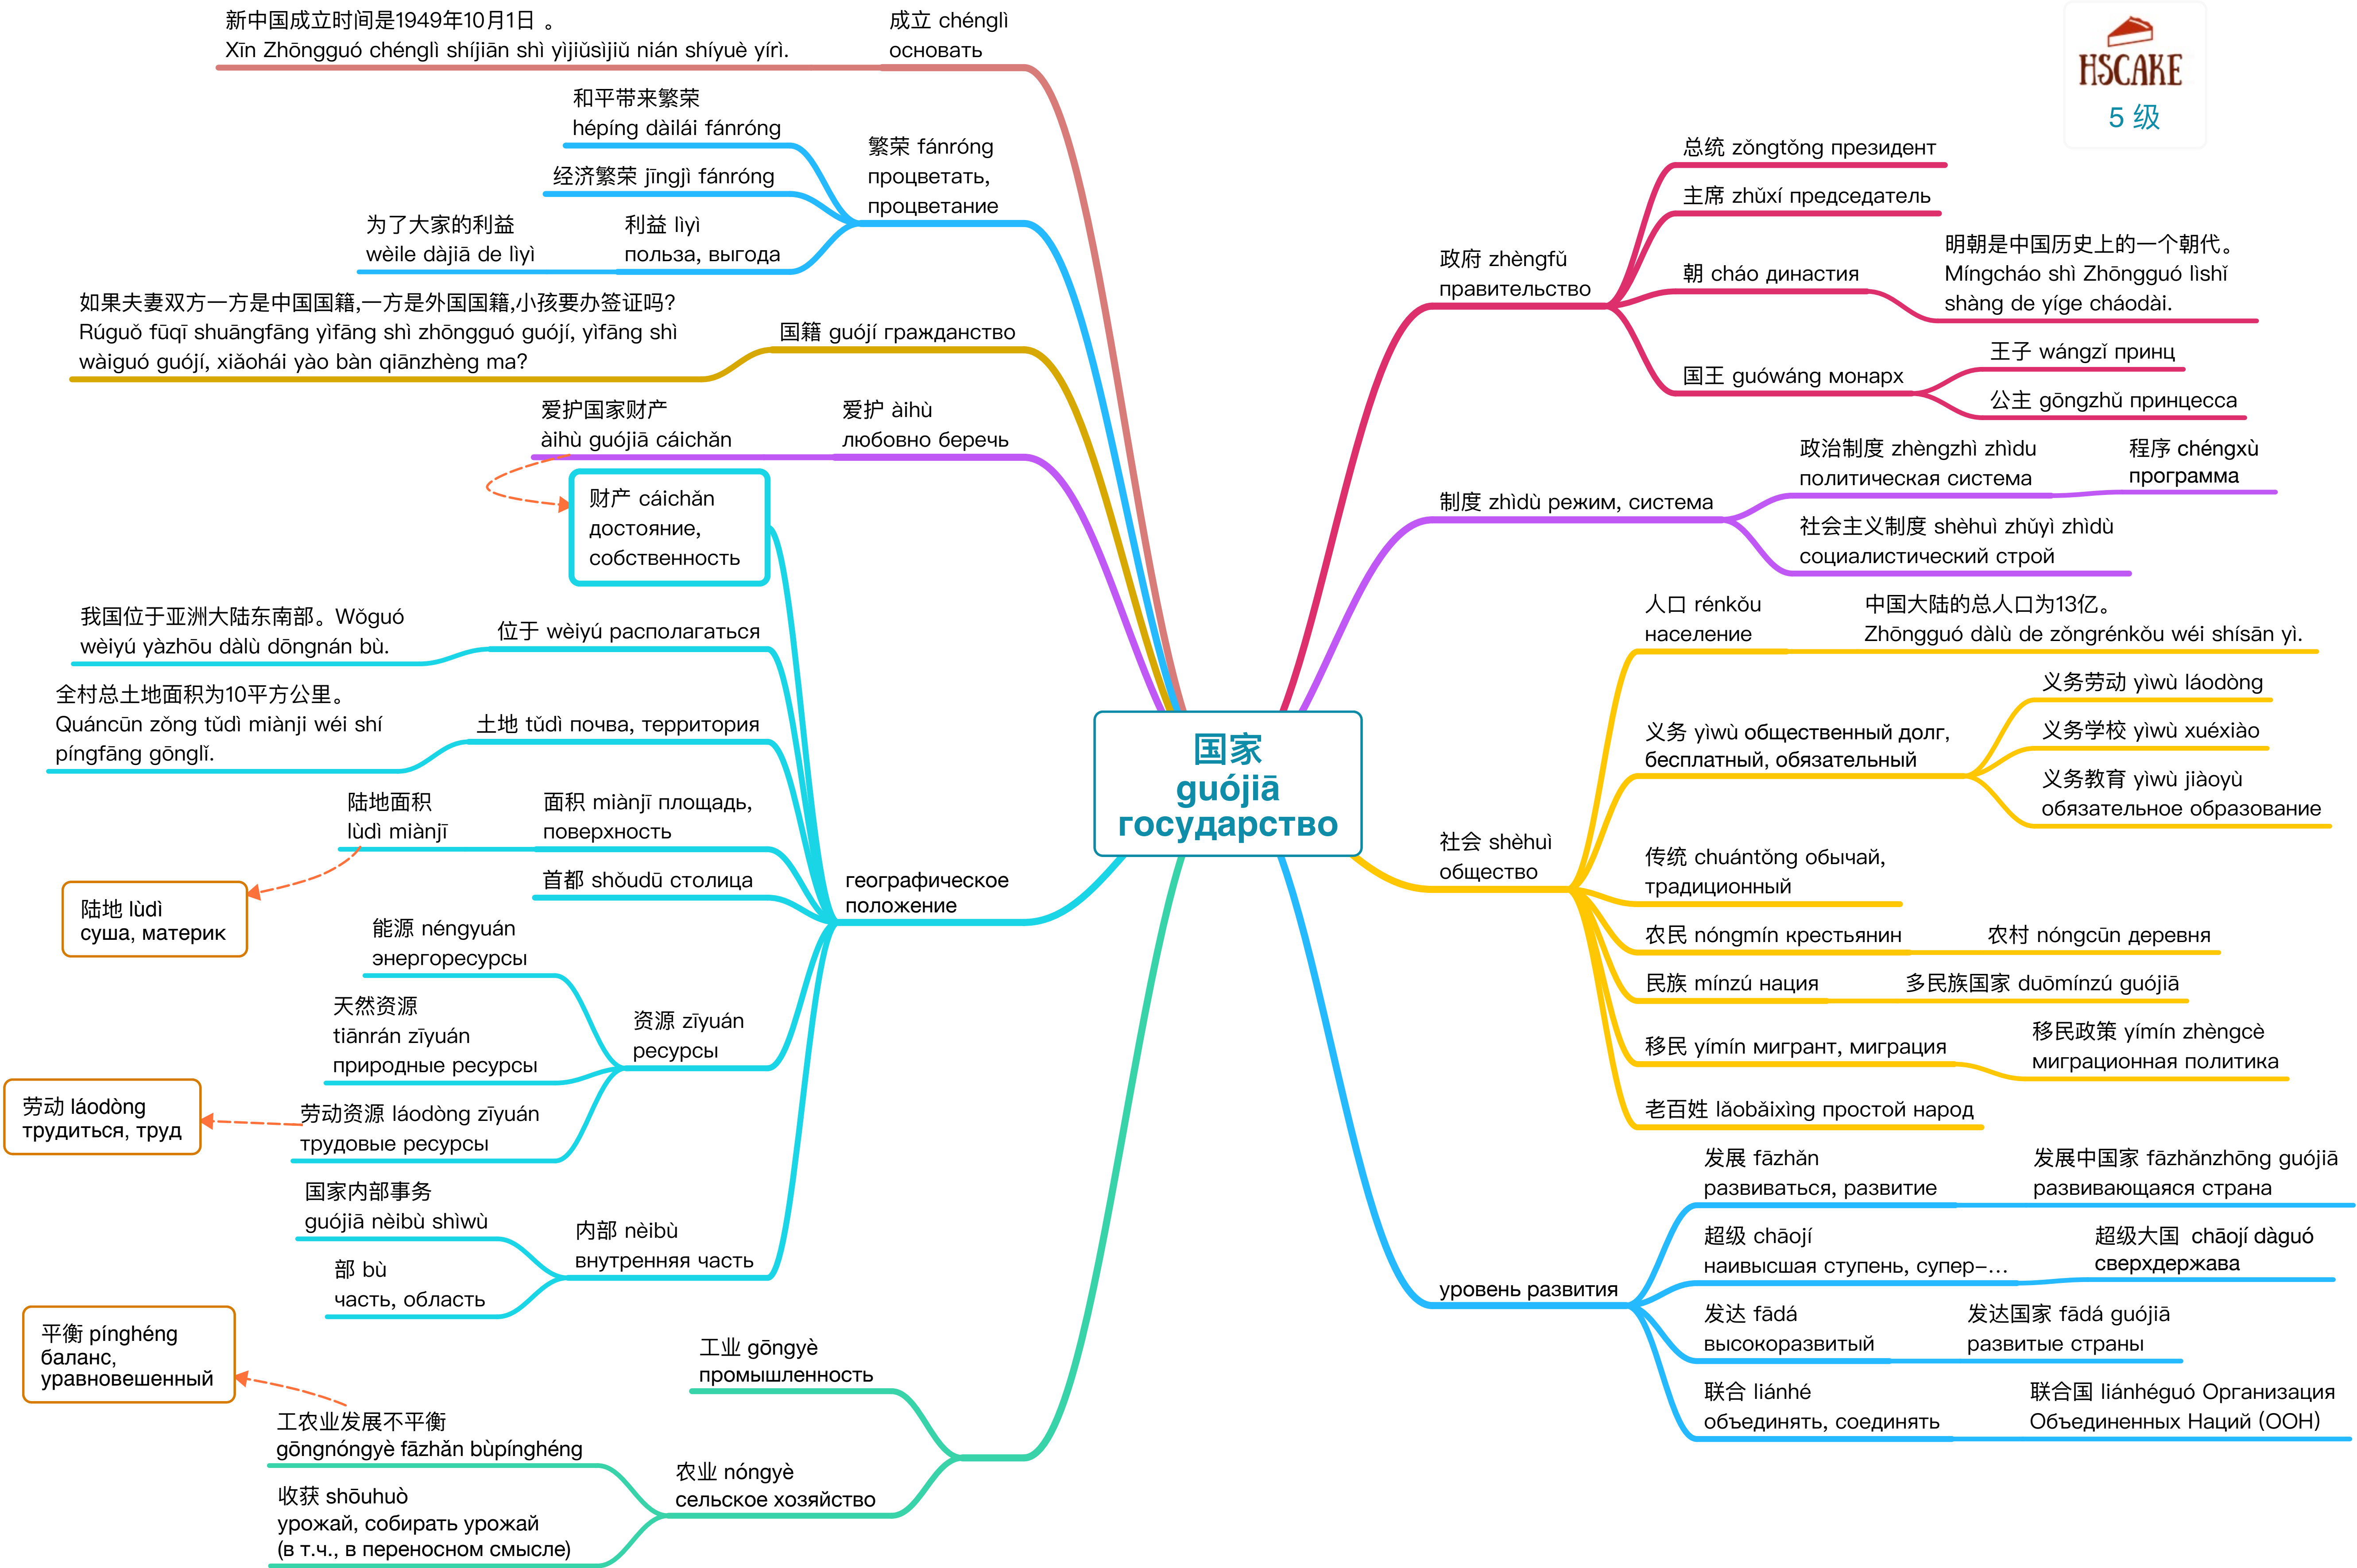 HSCAKE
5 级
国家
guójiā
государство
新中国成立时间是1949年10月1日 。
Xīn Zhōngguó chénglì shíjiān shì yìjiǔsìjiǔ nián shíyuè yírì.
成立 chénglì
основать
和平带来繁荣
hépíng dàilái fánróng
经济繁荣 jīngjì fánróng
繁荣 fánróng
процветать,
процветание
为了大家的利益
wèile dàjiā de lìyì
利益 lìyì
польза, выгода
如果夫妻双方一方是中国国籍,一方是外国国籍,小孩要办签证吗?
Rúguǒ fūqī shuāngfāng yìfāng shì zhōngguó guójí, yìfāng shì
wàiguó guójí, xiǎohái yào bàn qiānzhèng ma?
国籍 guójí гражданство
爱护国家财产
àihù guójiā cáichǎn
爱护 àihù
любовно беречь
财产 cáichǎn
достояние,
собственность
我国位于亚洲大陆东南部。Wǒguó
wèiyú yàzhōu dàlù dōngnán bù.
位于 wèiyú располагаться
全村总土地面积为10平方公里。
Quáncūn zǒng tǔdì miànji wéi shí
píngfāng gōnglǐ.
土地 tǔdì почва, территория
陆地面积
lùdì miànjī
面积 miànjī площадь,
поверхность
陆地 lùdì
суша, материк
首都 shǒudū столица
географическое
положение
能源 néngyuán
энергоресурсы
天然资源
tiānrán zīyuán
природные ресурсы
资源 zīyuán
ресурсы
劳动 láodòng
трудиться, труд
劳动资源 láodòng zīyuán
трудовые ресурсы
国家内部事务
guójiā nèibù shìwù
内部 nèibù
внутренняя часть
部 bù
часть, область
平衡 pínghéng
баланс,
уравновешенный
工业 gōngyè
промышленность
工农业发展不平衡
gōngnóngyè fāzhǎn bùpínghéng
农业 nóngyè
сельское хозяйство
收获 shōuhuò
урожай, собирать урожай
(в т.ч., в переносном смысле)
政府 zhèngfǔ
правительство
总统 zǒngtǒng президент
主席 zhǔxí председатель
朝 cháo династия
明朝是中国历史上的一个朝代。
Míngcháo shì Zhōngguó lìshǐ
shàng de yíge cháodài.
国王 guówáng монарх
王子 wángzǐ принц
公主 gōngzhǔ принцесса
制度 zhìdù режим, система
政治制度 zhèngzhì zhìdu
политическая система
程序 chéngxù
программа
社会主义制度 shèhuì zhǔyì zhìdù
социалистический строй
社会 shèhuì
общество
人口 rénkǒu
население
中国大陆的总人口为13亿。
Zhōngguó dàlù de zǒngrénkǒu wéi shísān yì.
义务 yìwù общественный долг,
бесплатный, обязательный
义务劳动 yìwù láodòng
义务学校 yìwù xuéxiào
义务教育 yìwù jiàoyù
обязательное образование
传统 chuántǒng обычай,
традиционный
农民 nóngmín крестьянин
农村 nóngcūn деревня
民族 mínzú нация
多民族国家 duōmínzú guójiā
移民 yímín мигрант, миграция
移民政策 yímín zhèngcè
миграционная политика
老百姓 lǎobǎixìng простой народ
уровень развития
发展 fāzhǎn
развиваться, развитие
发展中国家 fāzhǎnzhōng guójiā
развивающаяся страна
超级 chāojí
наивысшая ступень, супер-...
超级大国 chāojí dàguó
сверхдержава
发达 fādá
высокоразвитый
发达国家 fādá guójiā
развитые страны
联合 liánhé
объединять, соединять
联合国 liánhéguó Организация
Объединенных Наций (ООН)